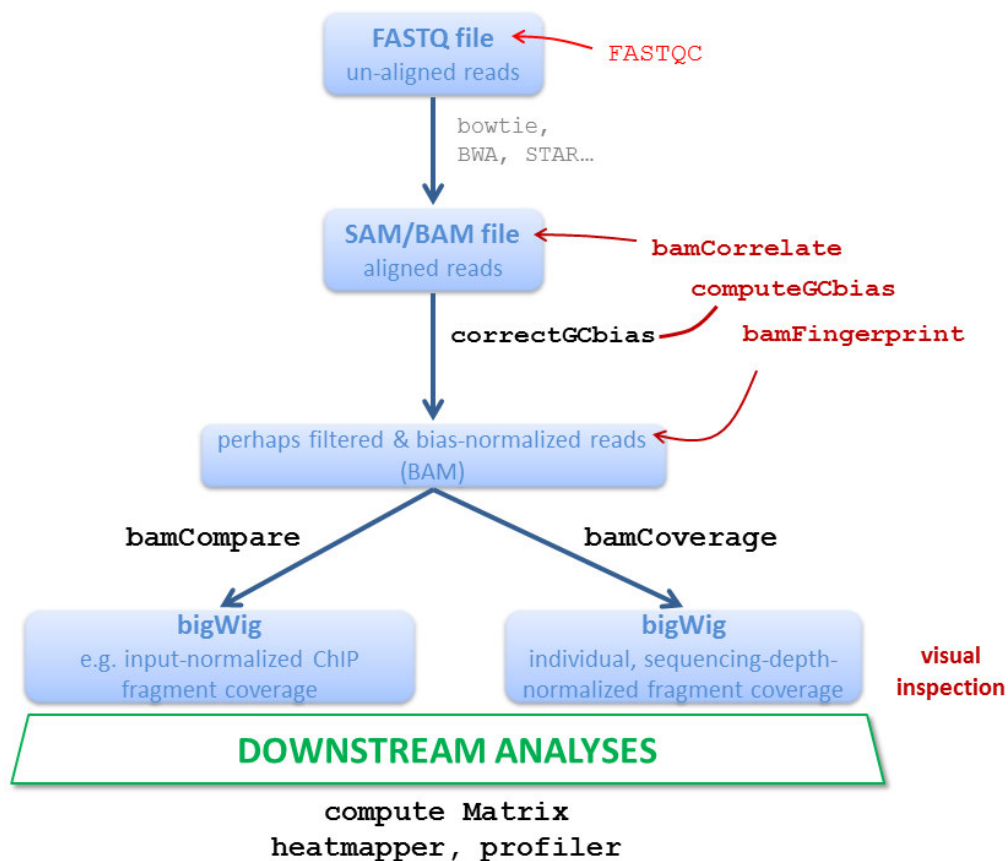 FASTQ file
un-aligned reads
FASTQC
bowtie,
BWA, STAR…
SAM/BAM file
aligned reads
bamCorrelate
computeGCbias
correctGCbias
bamFingerprint
perhaps filtered & bias-normalized reads
(BAM)
bamCompare
bamCoverage
bigWig
e.g. input-normalized ChIP
fragment coverage
bigWig
individual, sequencing-depth-
normalized fragment coverage
visual
inspection
DOWNSTREAM ANALYSES
compute Matrix
heatmapper, profiler